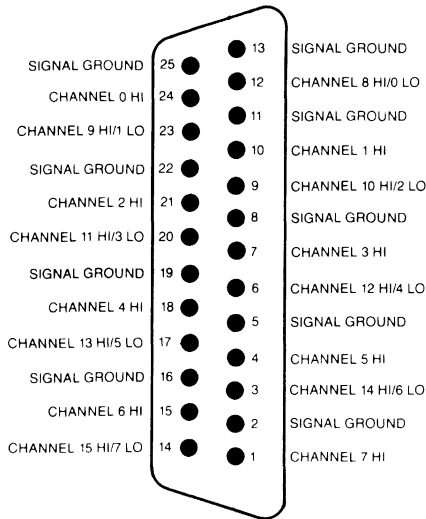 13 SIGNAL GROUND
SIGNAL GROUND 25
12 CHANNEL 8 HI/0 LO
CHANNEL 0 HI 24
11 SIGNAL GROUND
CHANNEL 9 HI/1 LO 23
10 CHANNEL 1 HI
SIGNAL GROUND 22
9 CHANNEL 10 HI/2 LO
CHANNEL 2 HI 21
8 SIGNAL GROUND
CHANNEL 11 HI/3 LO 20
7 CHANNEL 3 HI
SIGNAL GROUND 19
6 CHANNEL 12 HI/4 LO
CHANNEL 4 HI 18
5 SIGNAL GROUND
CHANNEL 13 HI/5 LO 17
4 CHANNEL 5 HI
SIGNAL GROUND 16
3 CHANNEL 14 HI/6 LO
CHANNEL 6 HI 15
2 SIGNAL GROUND
CHANNEL 15 HI/7 LO 14
1 CHANNEL 7 HI